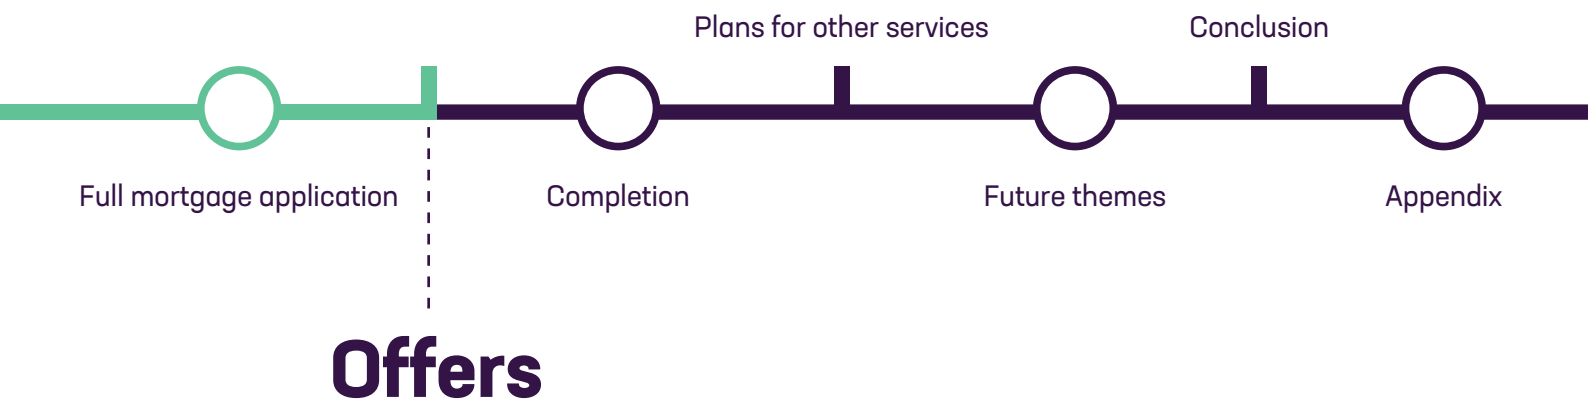 Plans for other services
Conclusion
Full mortgage application
Completion
Future themes
Appendix
Offers